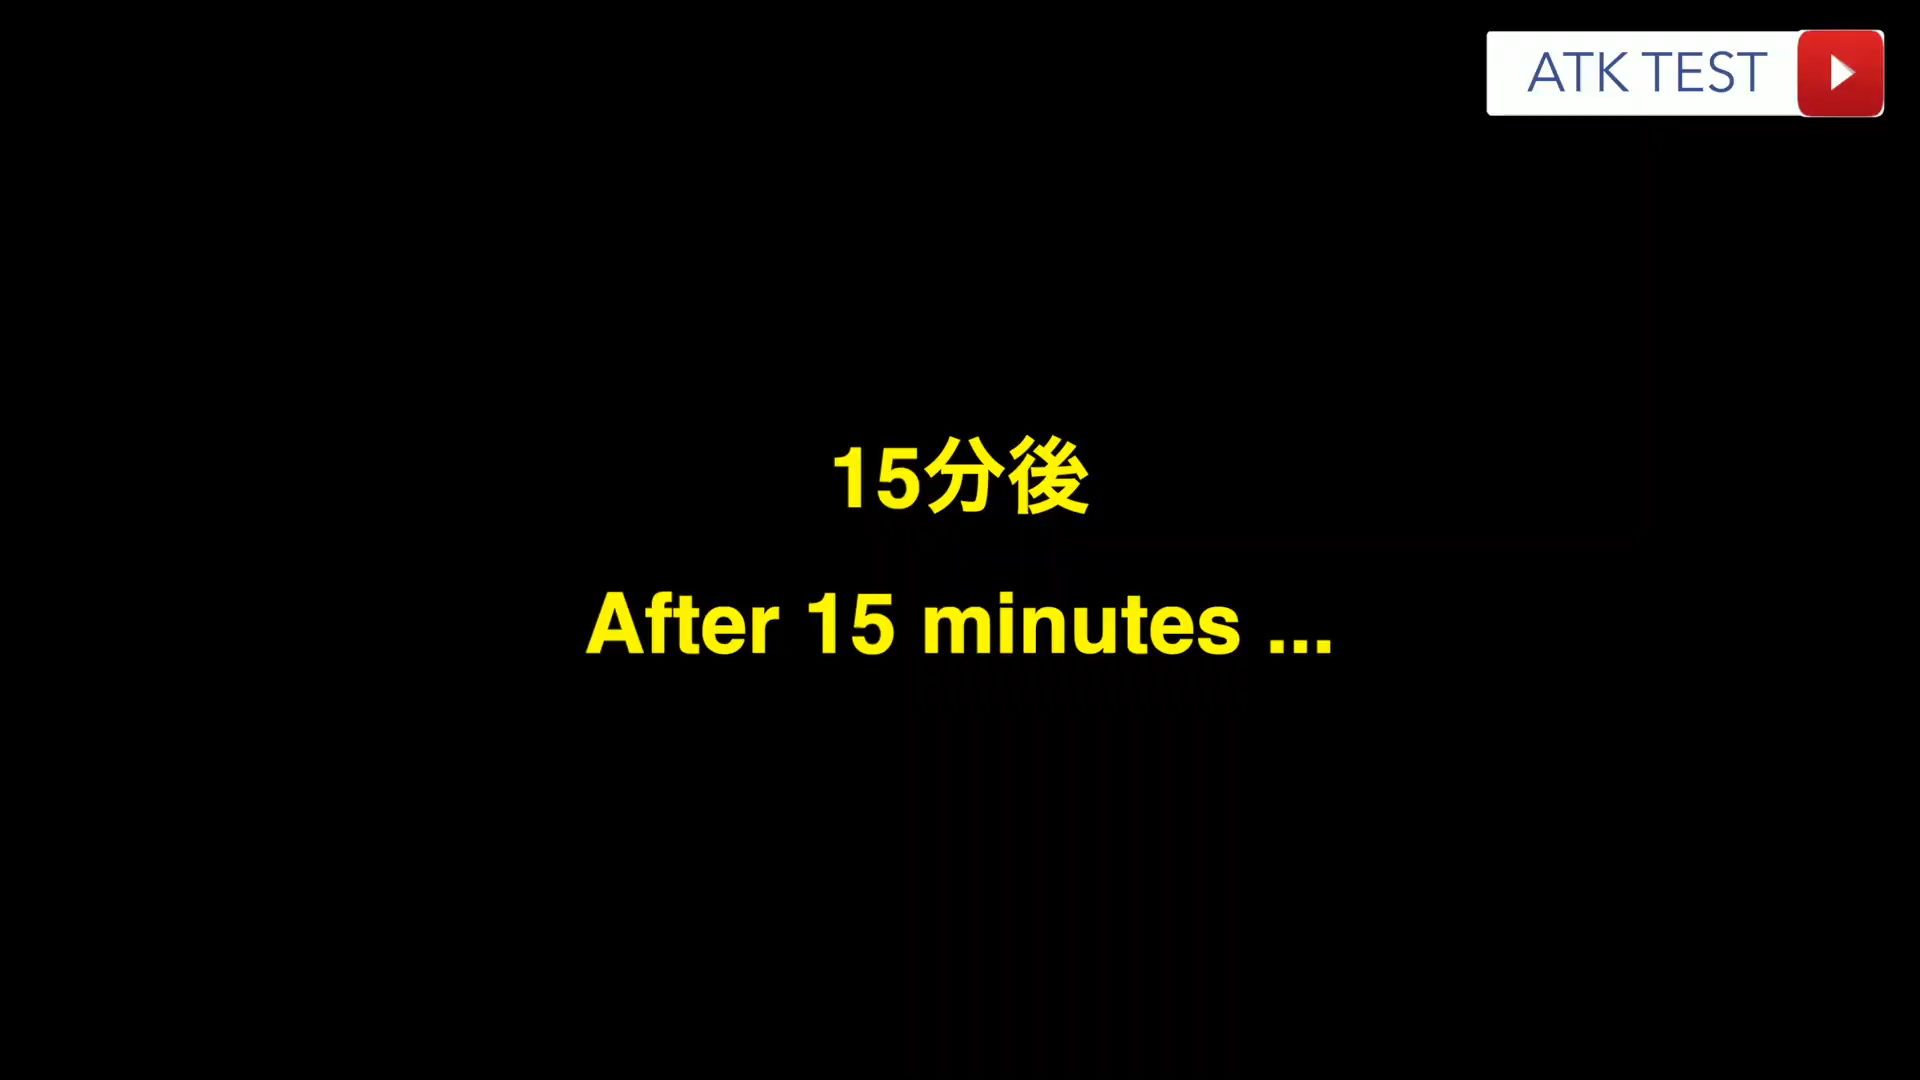 ATK TEST
15分後
After 15 minutes ...